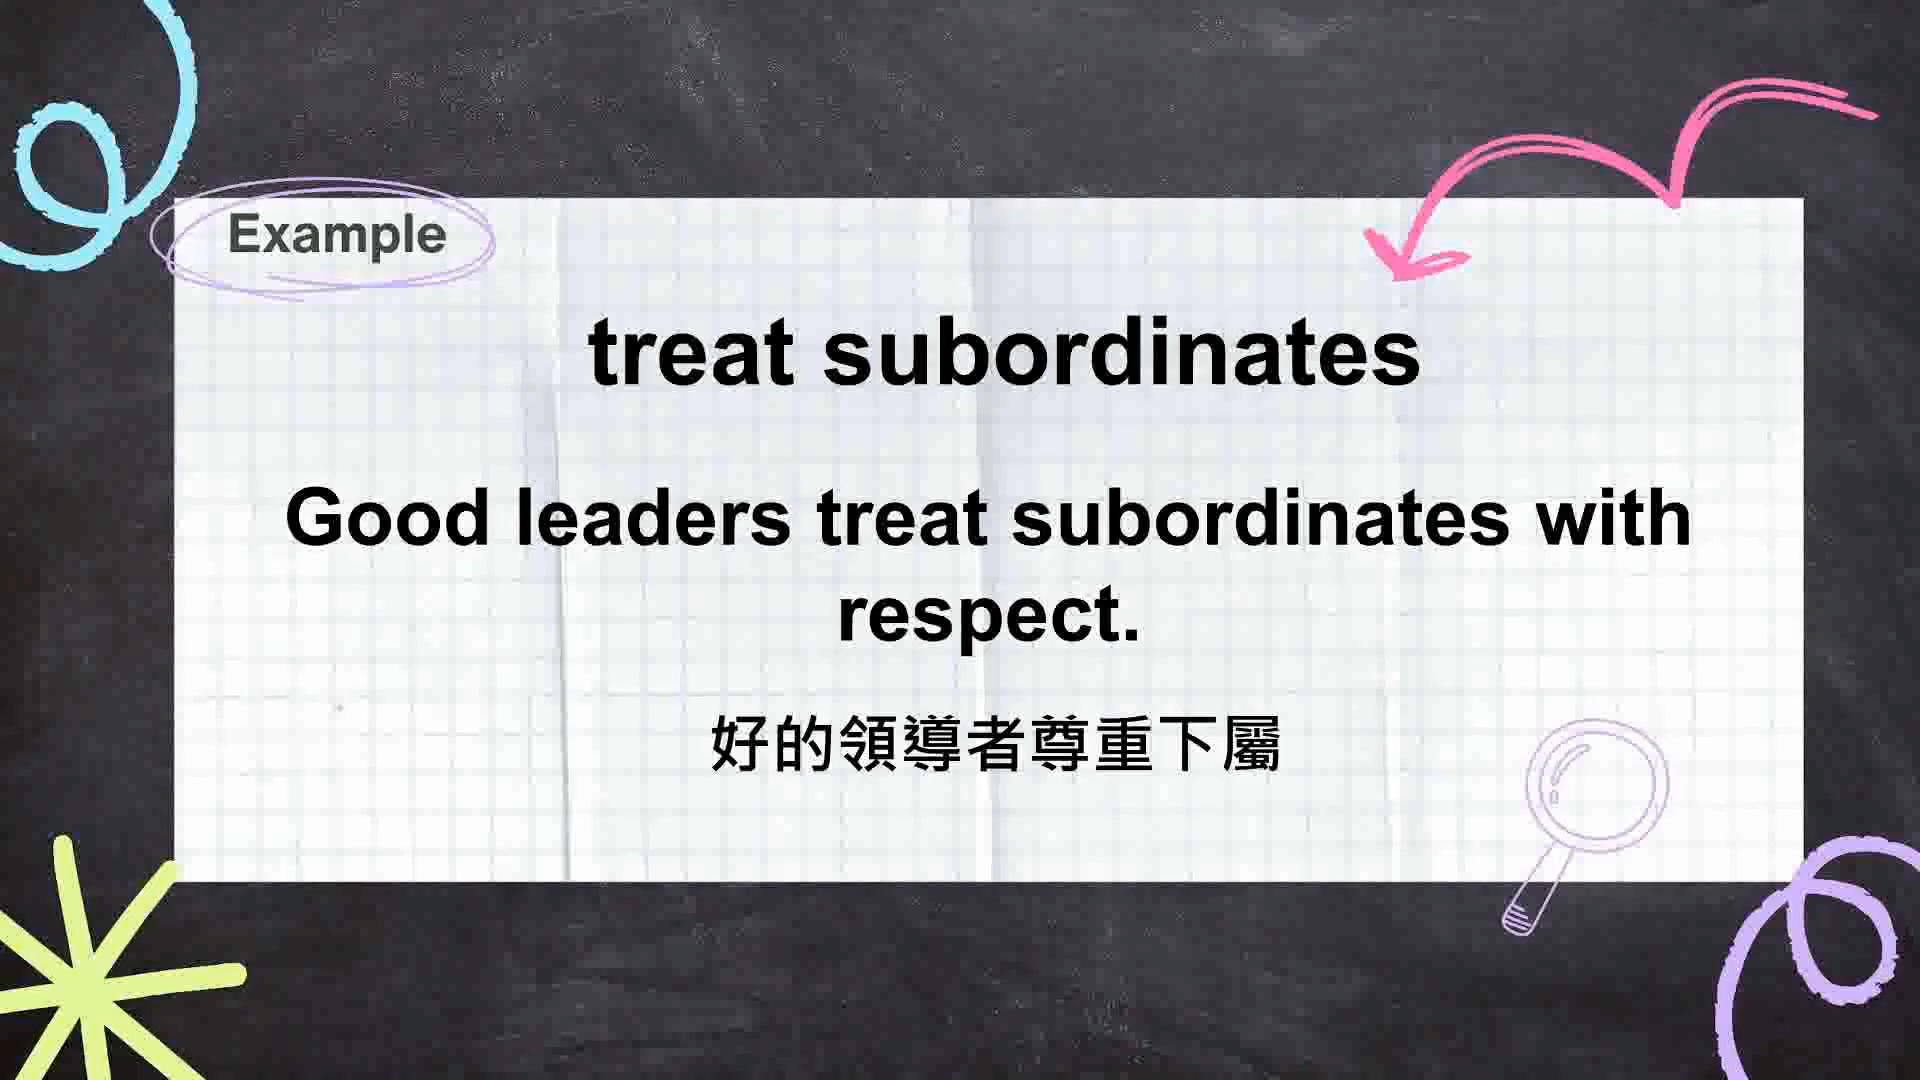 Example
treat subordinates
Good leaders treat subordinates with
respect.
好的領導者尊重下屬